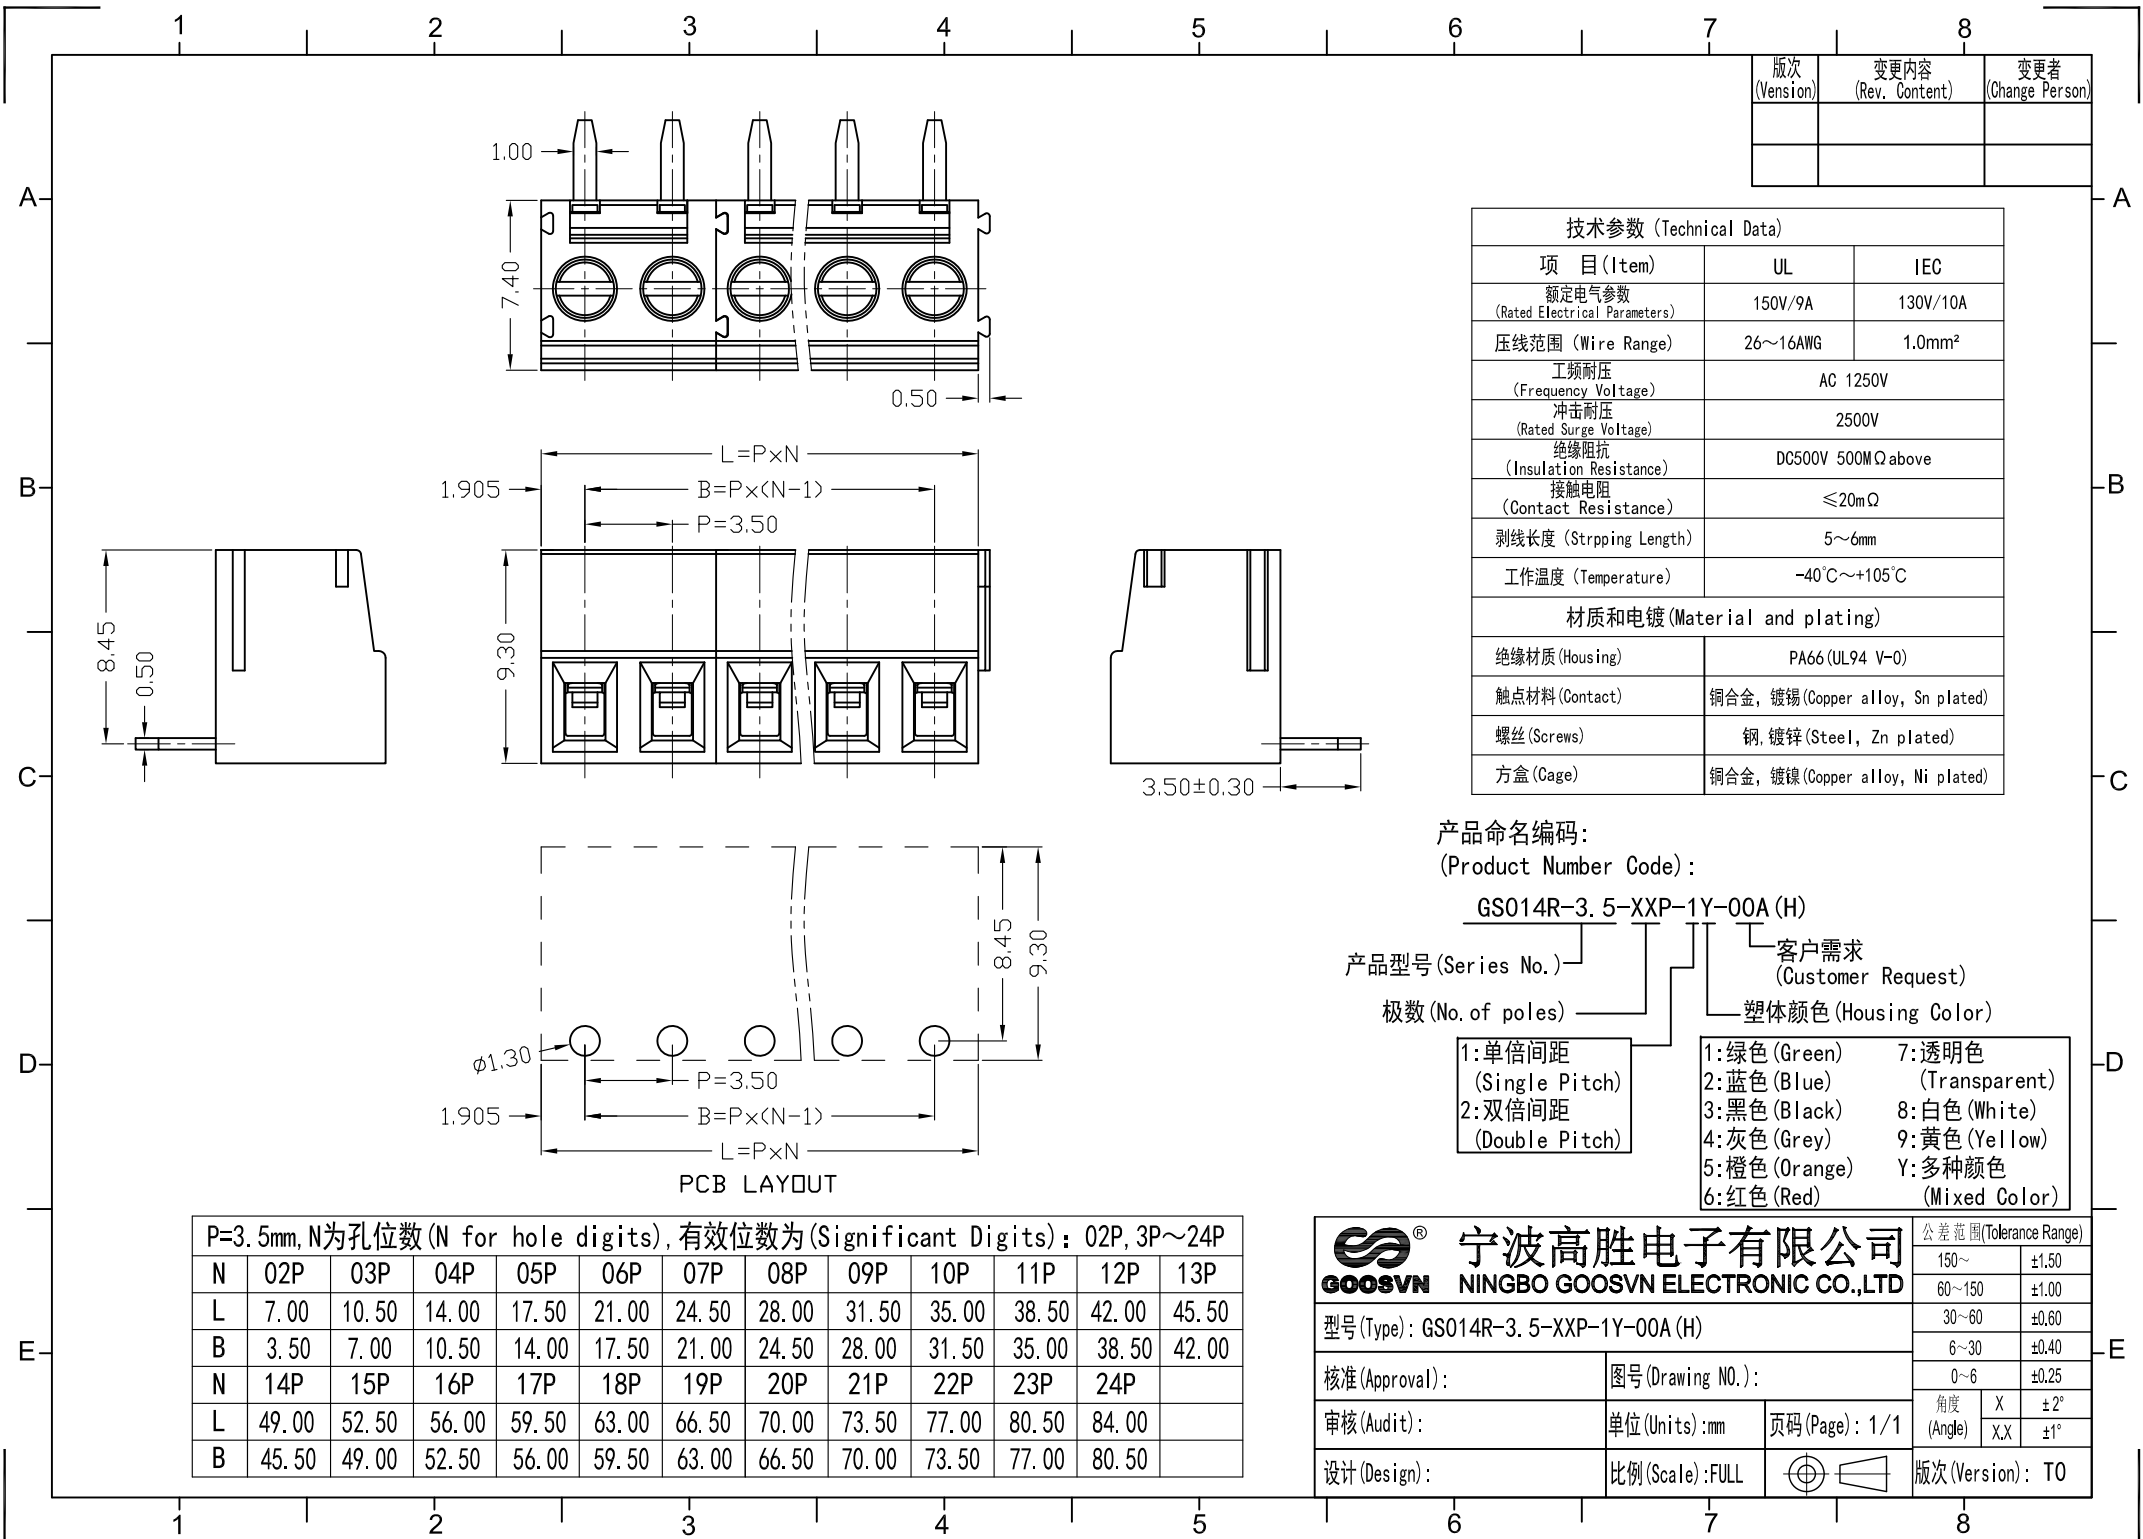 1 2 3 4 5 6 7 8
A
B
C
D
E
A
B
C
D
E
版次 变更内容 变更者
(Vension) (Rev. Content) (Change Person)
1.00
7.40
0.50
L=P×N
1.905
B=P×(N-1)
P=3.50
8.45
0.50
9.30
3.50±0.30
8.45
9.30
ø1.30
P=3.50
1.905
B=P×(N-1)
L=P×N
PCB LAYOUT
技术参数(Technical Data)
项 目(Item) UL IEC
额定电气参数
(Rated Electrical Parameters) 150V/9A 130V/10A
压线范围(Wire Range) 26～16AWG 1.0mm²
工频耐压
(Frequency Voltage) AC 1250V
冲击耐压
(Rated Surge Voltage) 2500V
绝缘阻抗
(Insulation Resistance) DC500V 500MΩabove
接触电阻
(Contact Resistance) ≤20mΩ
剥线长度(Strpping Length) 5～6mm
工作温度(Temperature) -40℃～+105℃
材质和电镀(Material and plating)
绝缘材质(Housing) PA66(UL94 V-0)
触点材料(Contact) 铜合金, 镀锡(Copper alloy, Sn plated)
螺丝(Screws) 钢,镀锌(Steel, Zn plated)
方盒(Cage) 铜合金, 镀镍(Copper alloy, Ni plated)
产品命名编码:
(Product Number Code):
GS014R-3.5-XXP-1Y-00A(H)
客户需求
(Customer Request)
产品型号(Series No.)
极数(No.of poles)
塑体颜色(Housing Color)
1:单倍间距
(Single Pitch)
2:双倍间距
(Double Pitch)
1:绿色(Green)
2:蓝色(Blue)
3:黑色(Black)
4:灰色(Grey)
5:橙色(Orange)
6:红色(Red)
7:透明色
(Transparent)
8:白色(White)
9:黄色(Yellow)
Y:多种颜色
(Mixed Color)
P=3.5mm,N为孔位数(N for hole digits),有效位数为(Significant Digits): 02P,3P～24P
N 02P 03P 04P 05P 06P 07P 08P 09P 10P 11P 12P 13P
L 7.00 10.50 14.00 17.50 21.00 24.50 28.00 31.50 35.00 38.50 42.00 45.50
B 3.50 7.00 10.50 14.00 17.50 21.00 24.50 28.00 31.50 35.00 38.50 42.00
N 14P 15P 16P 17P 18P 19P 20P 21P 22P 23P 24P
L 49.00 52.50 56.00 59.50 63.00 66.50 70.00 73.50 77.00 80.50 84.00
B 45.50 49.00 52.50 56.00 59.50 63.00 66.50 70.00 73.50 77.00 80.50
®
GOOSVN
宁波高胜电子有限公司
NINGBO GOOSVN ELECTRONIC CO.,LTD
型号(Type): GS014R-3.5-XXP-1Y-00A(H)
核准(Approval): 图号(Drawing NO.):
审核(Audit): 单位(Units):mm 页码(Page): 1/1
设计(Design): 比例(Scale):FULL
公差范围(Tolerance Range)
150～ ±1.50
60～150 ±1.00
30～60 ±0.60
6～30 ±0.40
0～6 ±0.25
角度
(Angle)
X ±2°
X.X ±1°
版次(Version): T0
1 2 3 4 5 6 7 8